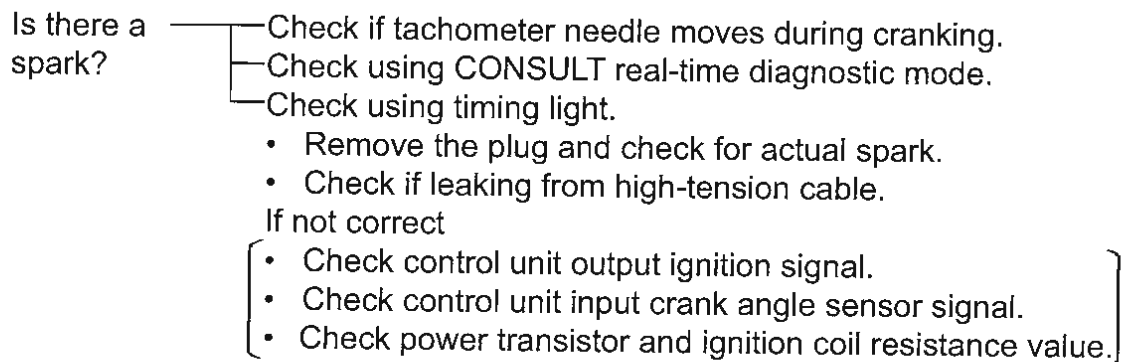 Is there a
spark?
Check if tachometer needle moves during cranking.
Check using CONSULT real-time diagnostic mode.
Check using timing light.
• Remove the plug and check for actual spark.
• Check if leaking from high-tension cable.
If not correct
• Check control unit output ignition signal.
• Check control unit input crank angle sensor signal.
• Check power transistor and ignition coil resistance value.